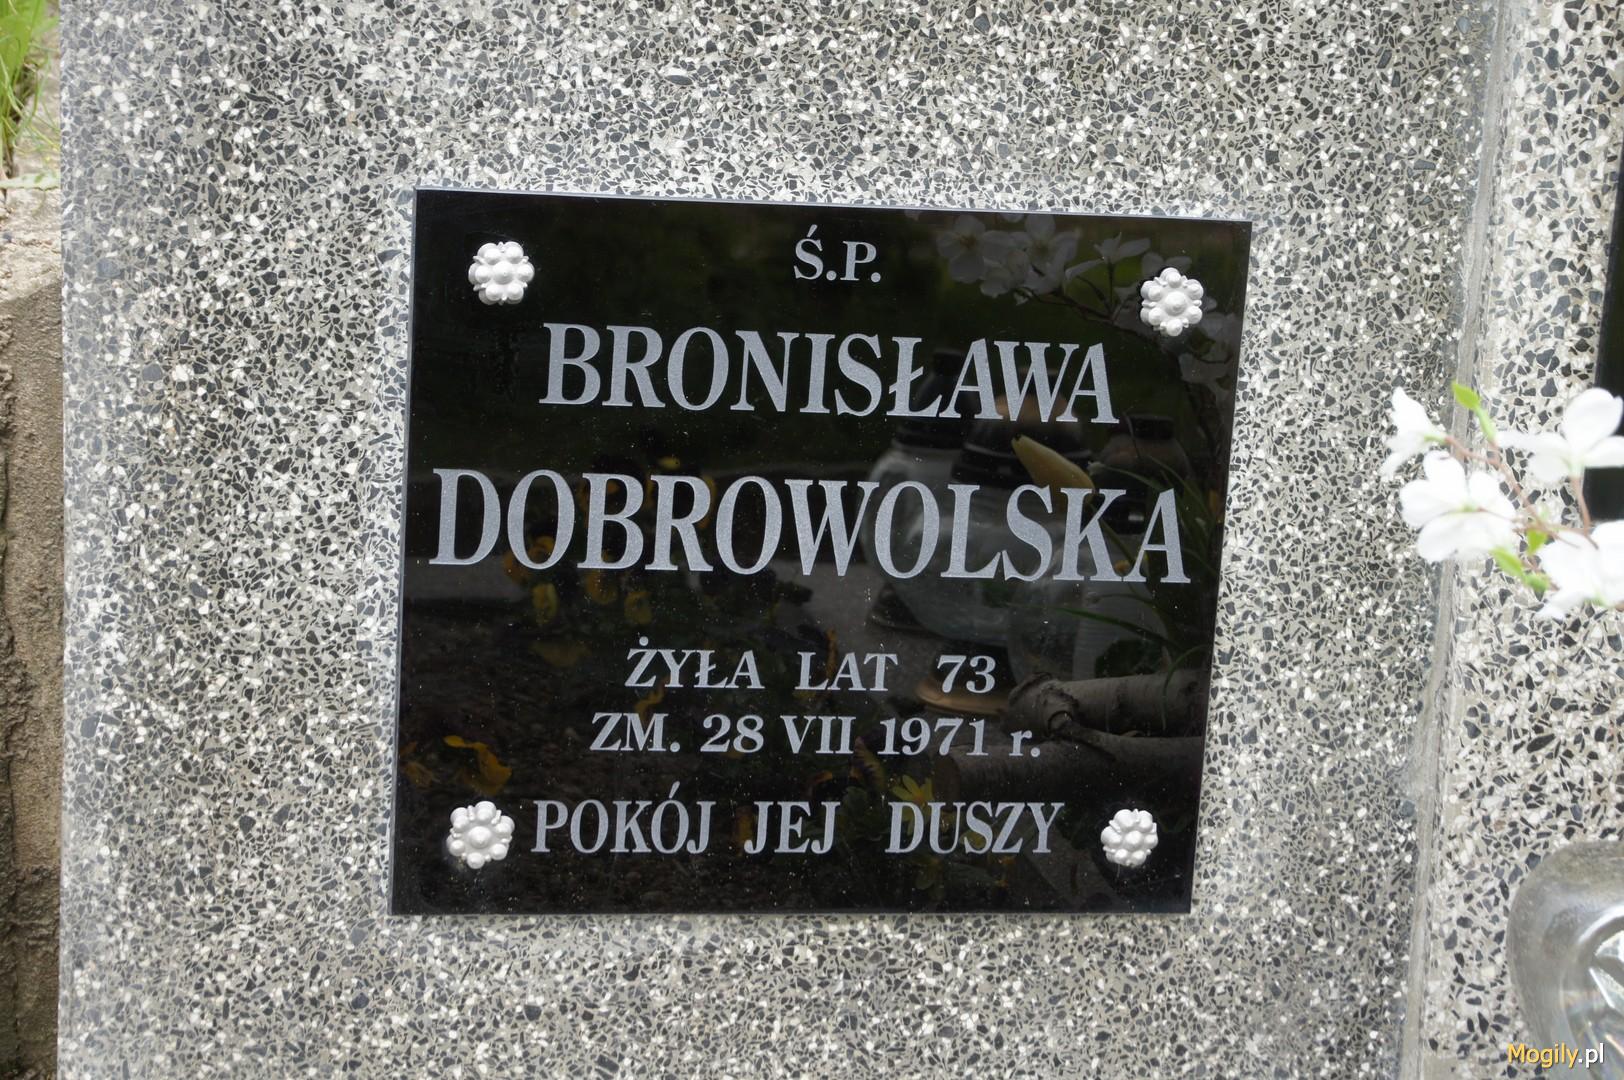 Ś.P.
BRONISŁAWA
DOBROWOLSKA
ŻYŁA LAT 73
ZM. 28 VII 1971 r.
POKÓJ JEJ DUSZY
Mogily.pl